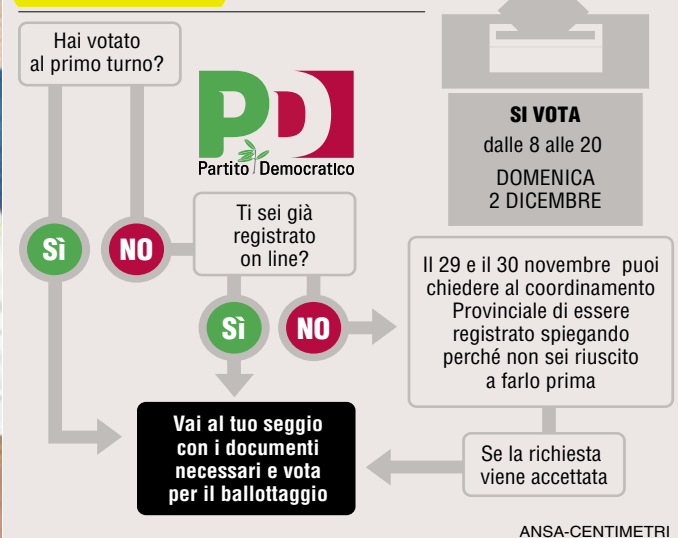 Hai votato
al primo turno?
PD
Partito Democratico
SI VOTA
dalle 8 alle 20
DOMENICA
2 DICEMBRE
Sì
NO
Ti sei già
registrato
on line?
Sì
NO
Il 29 e il 30 novembre puoi
chiedere al coordinamento
Provinciale di essere
registrato spiegando
perché non sei riuscito
a farlo prima
Vai al tuo seggio
con i documenti
necessari e vota
per il ballottaggio
Se la richiesta
viene accettata
ANSA-CENTIMETRI